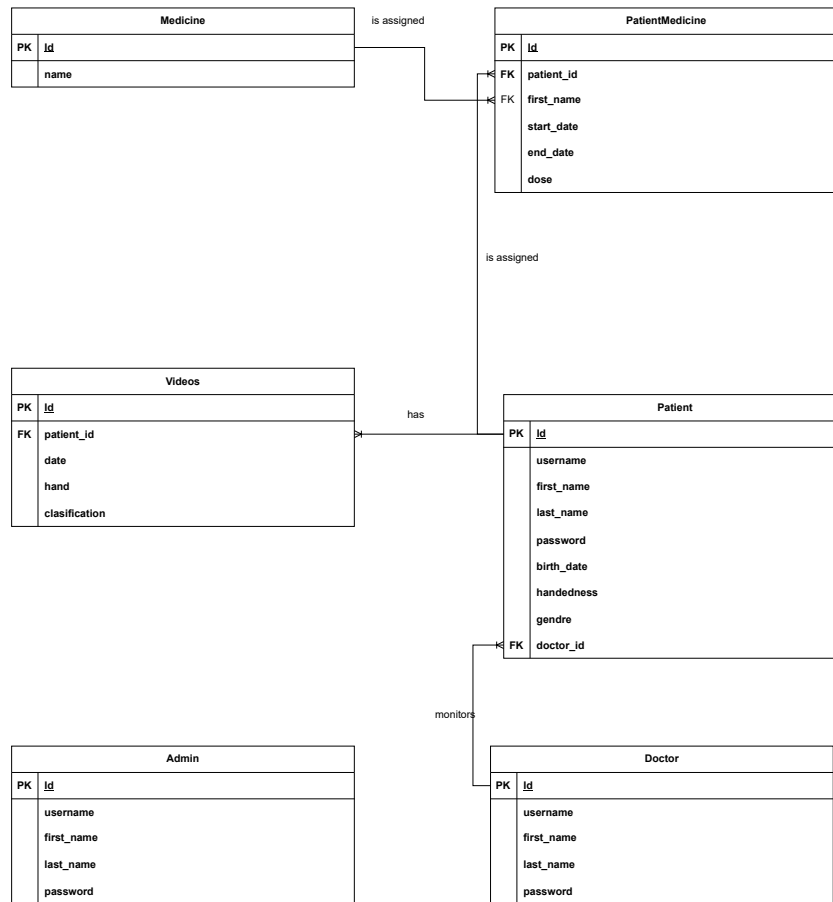 Medicine
PK Id
name
is assigned
PatientMedicine
PK Id
FK patient_id
FK first_name
start_date
end_date
dose
is assigned
Videos
PK Id
FK patient_id
date
hand
clasification
has
Patient
PK Id
username
first_name
last_name
password
birth_date
handedness
gendre
FK doctor_id
monitors
Admin
PK Id
username
first_name
last_name
password
Doctor
PK Id
username
first_name
last_name
password